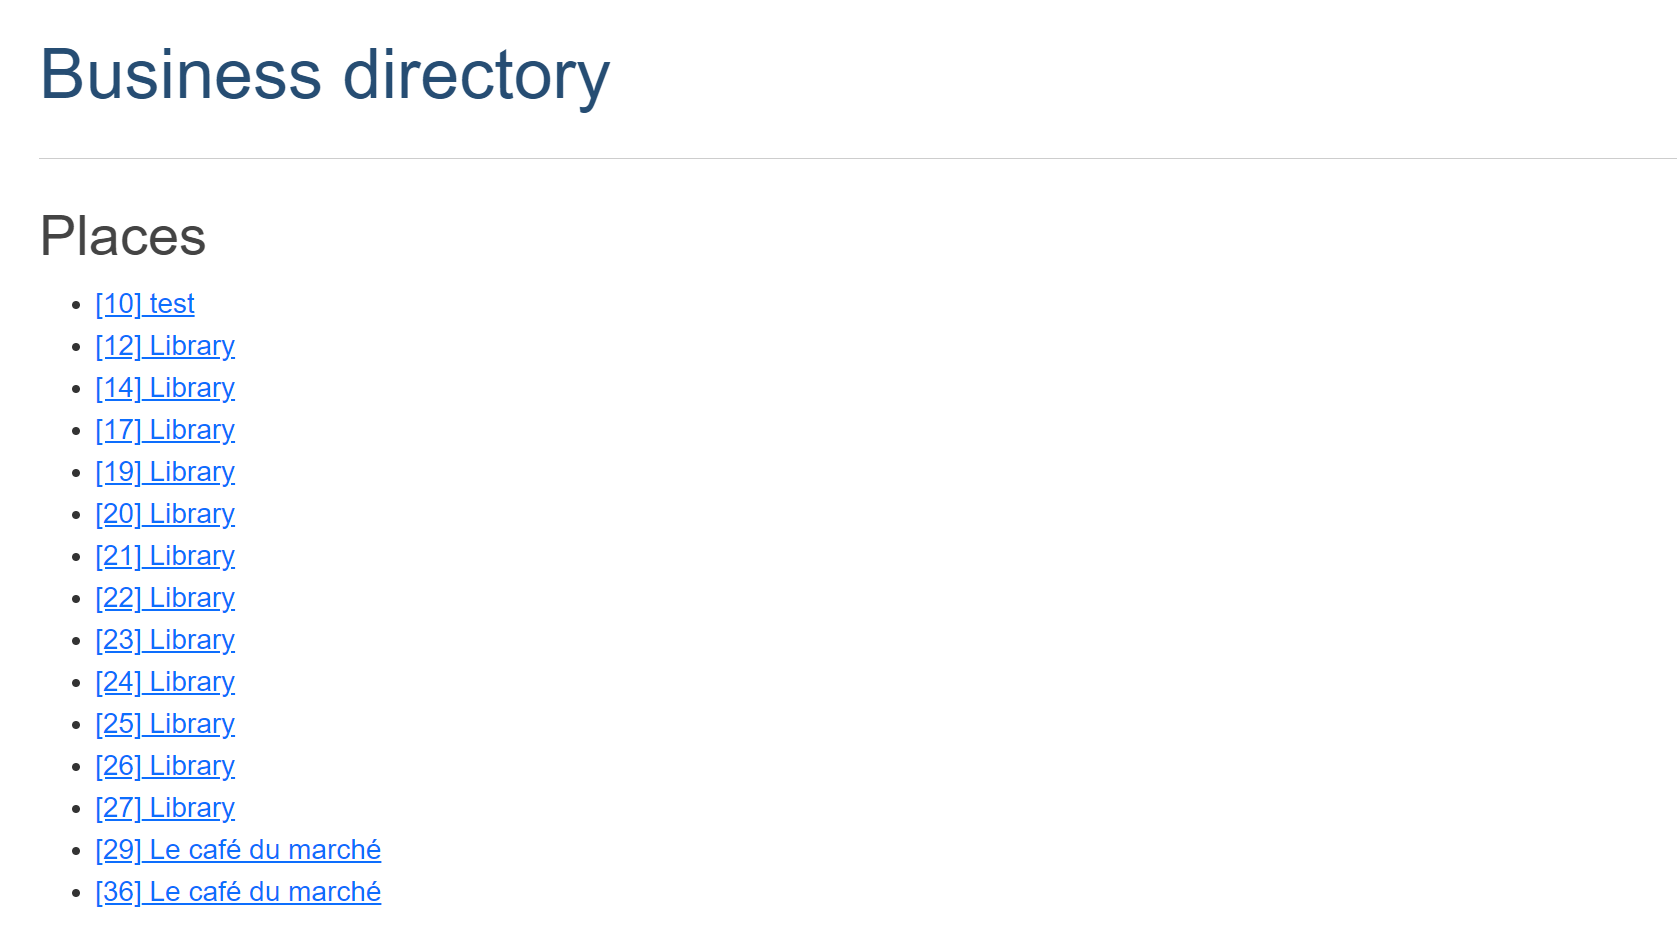 Business directory
Places
[10] test
[12] Library
[14] Library
[17] Library
[19] Library
[20] Library
[21] Library
[22] Library
[23] Library
[24] Library
[25] Library
[26] Library
[27] Library
[29] Le café du marché
[36] Le café du marché